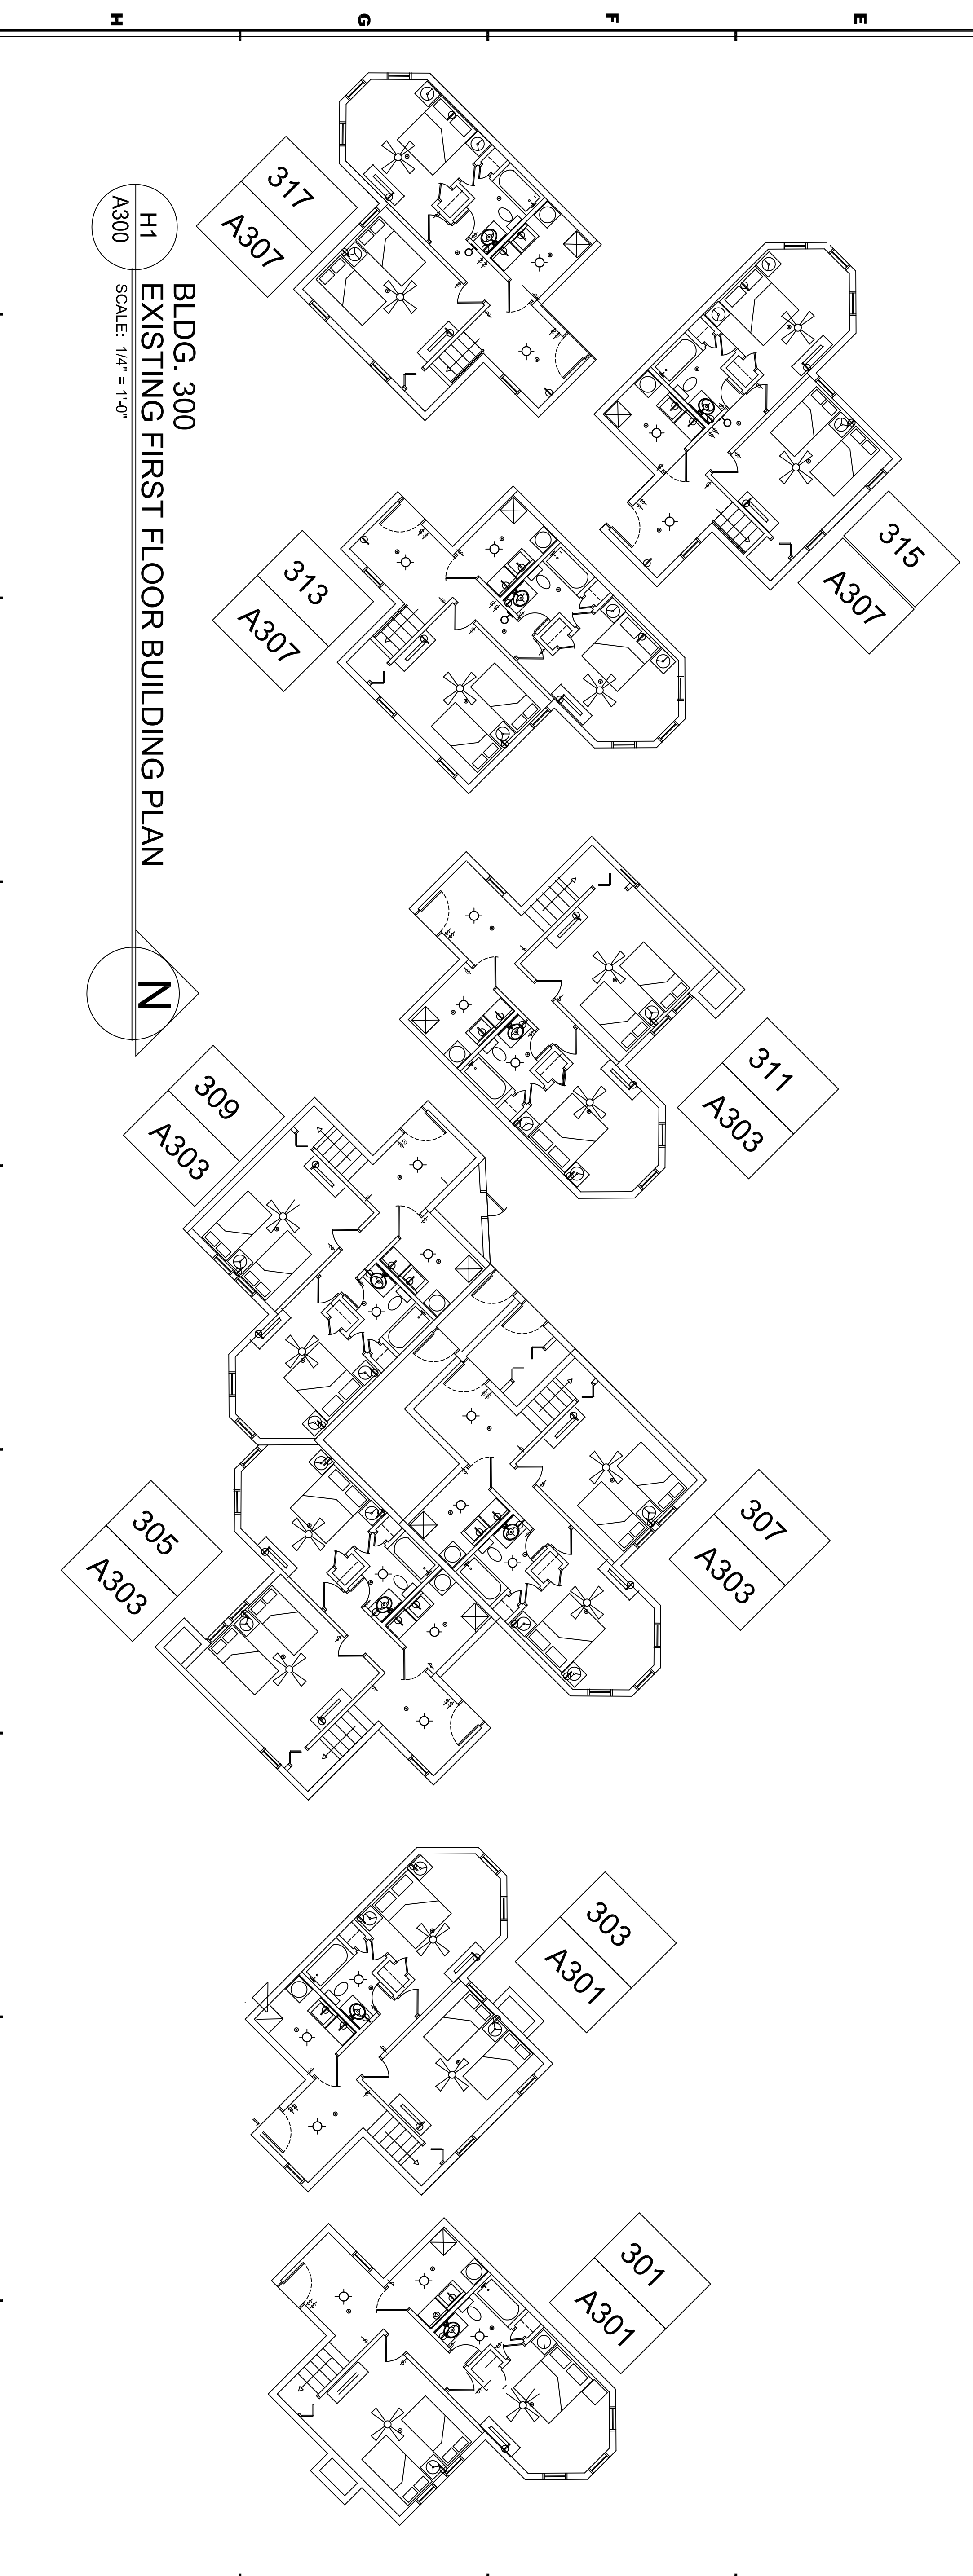 E
F
G
H
317
A307
315
A307
313
A307
311
A303
309
A303
307
A303
305
A303
303
A301
301
A301
H1
A300
BLDG. 300
EXISTING FIRST FLOOR BUILDING PLAN
SCALE: 1/4" = 1'-0"
N